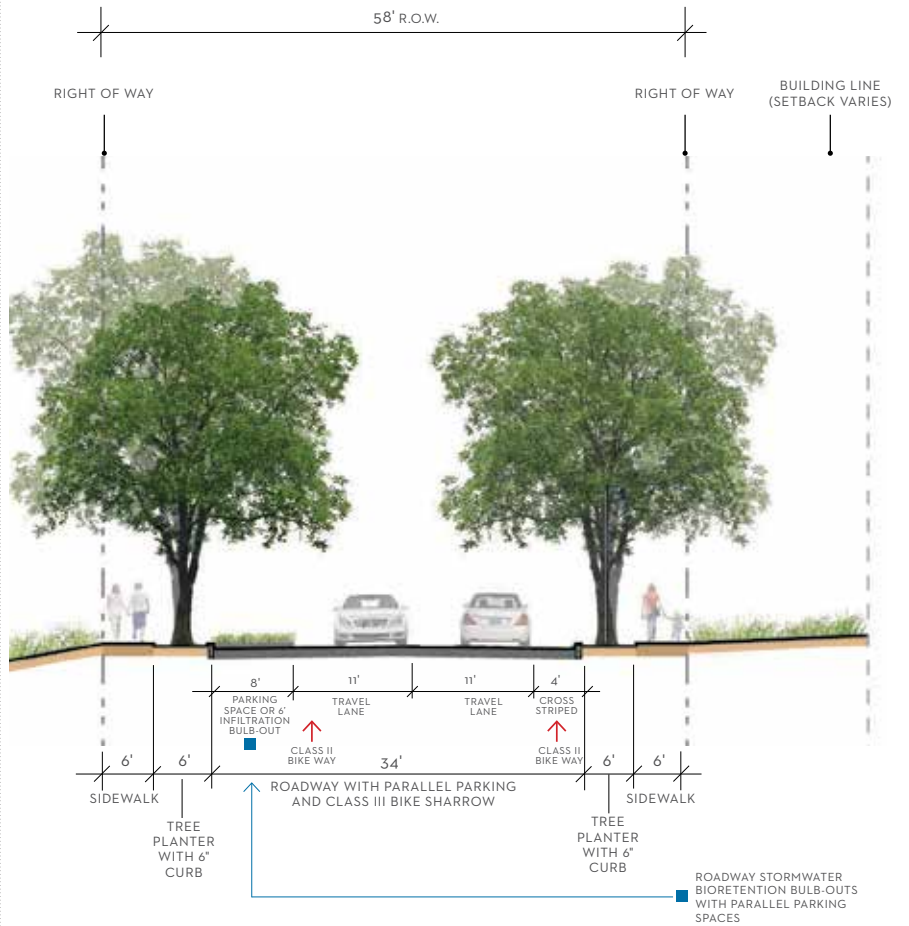 58' R.O.W.
RIGHT OF WAY
RIGHT OF WAY
BUILDING LINE
(SETBACK VARIES)
8'
11'
11'
4'
PARKING
SPACE OR 6'
INFILTRATION
BULB-OUT
TRAVEL
LANE
TRAVEL
LANE
CROSS
STRIPED
CLASS II
BIKE WAY
CLASS II
BIKE WAY
6'
6'
34'
6'
6'
SIDEWALK
ROADWAY WITH PARALLEL PARKING
AND CLASS III BIKE SHARROW
SIDEWALK
TREE
PLANTER
WITH 6"
CURB
TREE
PLANTER
WITH 6"
CURB
ROADWAY STORMWATER
BIORETENTION BULB-OUTS
WITH PARALLEL PARKING
SPACES